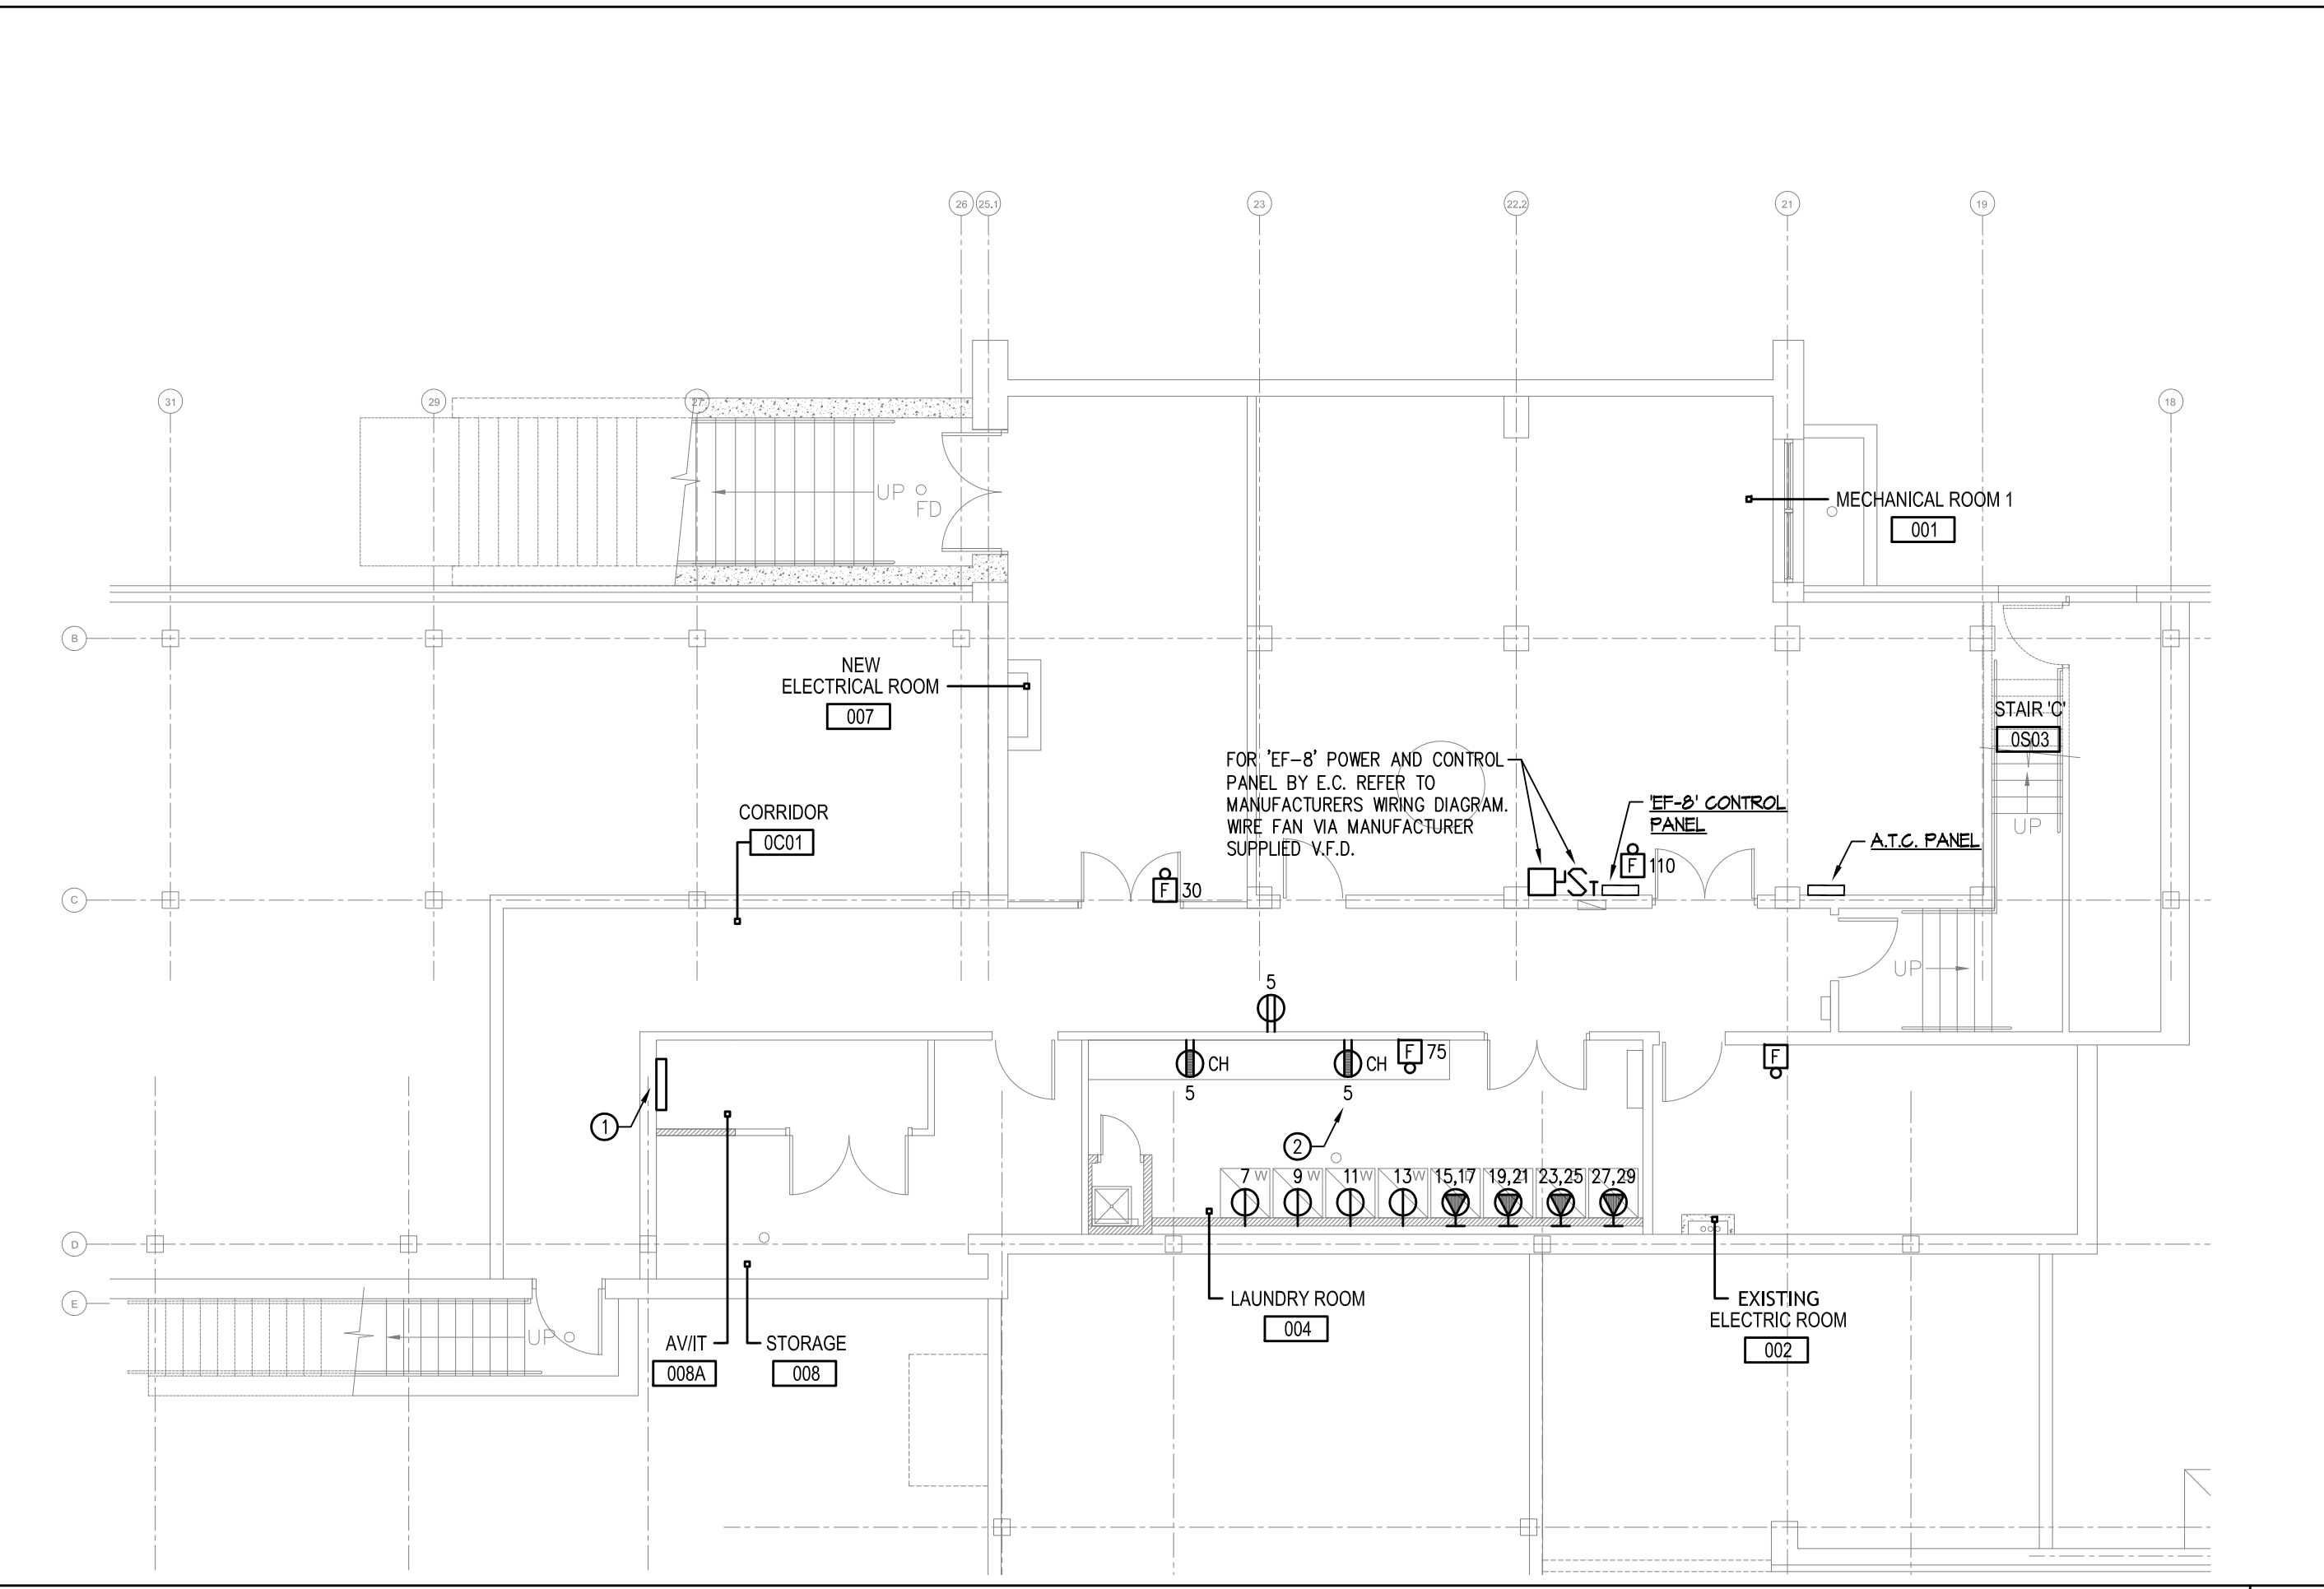 26
25.1
23
22.2
21
19
31
29
27
18
UP
FD
MECHANICAL ROOM 1
001
B
NEW
ELECTRICAL ROOM
007
STAIR 'C'
0S03
FOR 'EF-8' POWER AND CONTROL
PANEL BY E.C. REFER TO
MANUFACTURERS WIRING DIAGRAM.
WIRE FAN VIA MANUFACTURER
SUPPLIED V.F.D.
'EF-8' CONTROL
PANEL
CORRIDOR
0C01
UP
A.T.C. PANEL
F 110
F 30
T
C
UP
5
CH
CH
F 75
F
5
5
1
2
7 W
9 W
11 W
13 W
15,17
19,21
23,25
27,29
D
E
UP
LAUNDRY ROOM
004
EXISTING
ELECTRIC ROOM
002
AV/IT
008A
STORAGE
008